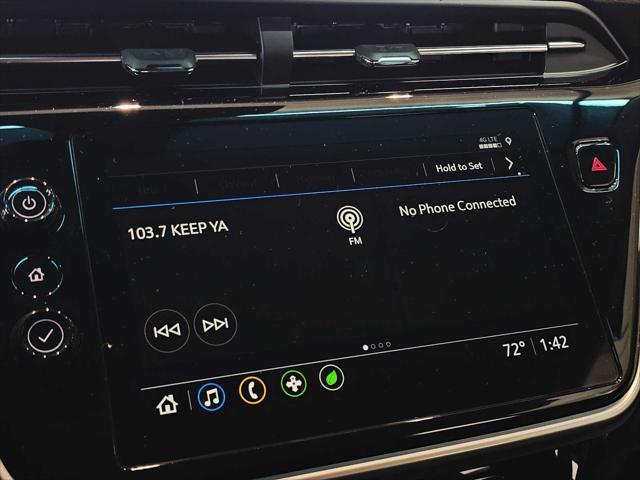 4G LTE
Hold to Set
103.7 KEEP YA
FM
No Phone Connected
72° 1:42